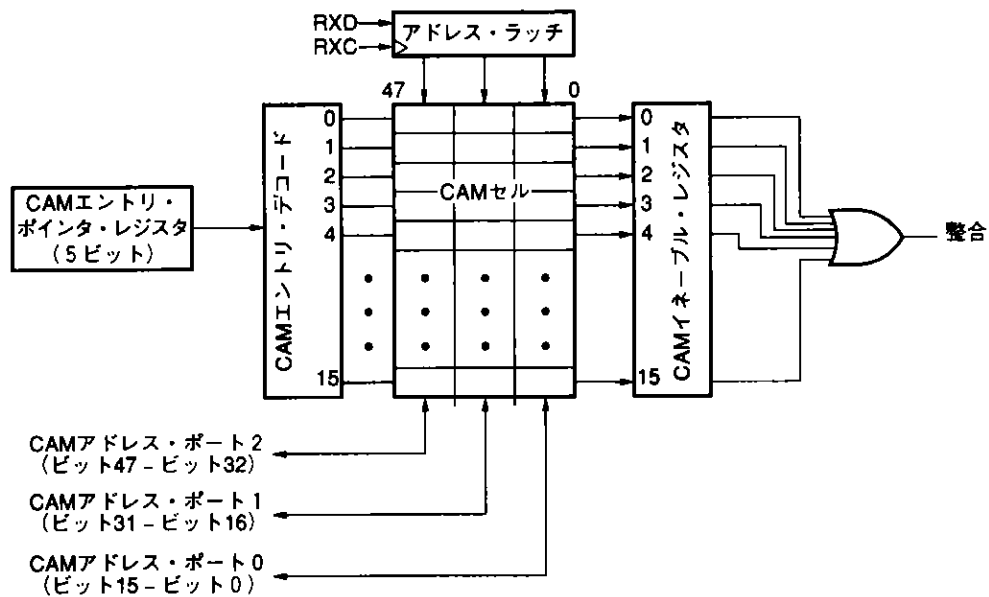 RXD
RXC
アドレス・ラッチ
47
0
CAMエントリ・
ポインタ・レジスタ
(5ビット)
CAMエントリ・デコード
0
1
2
3
4
15
CAMセル
0
1
2
3
4
15
CAMイネーブル・レジスタ
整合
CAMアドレス・ポート2
(ビット47-ビット32)
CAMアドレス・ポート1
(ビット31-ビット16)
CAMアドレス・ポート0
(ビット15-ビット0)